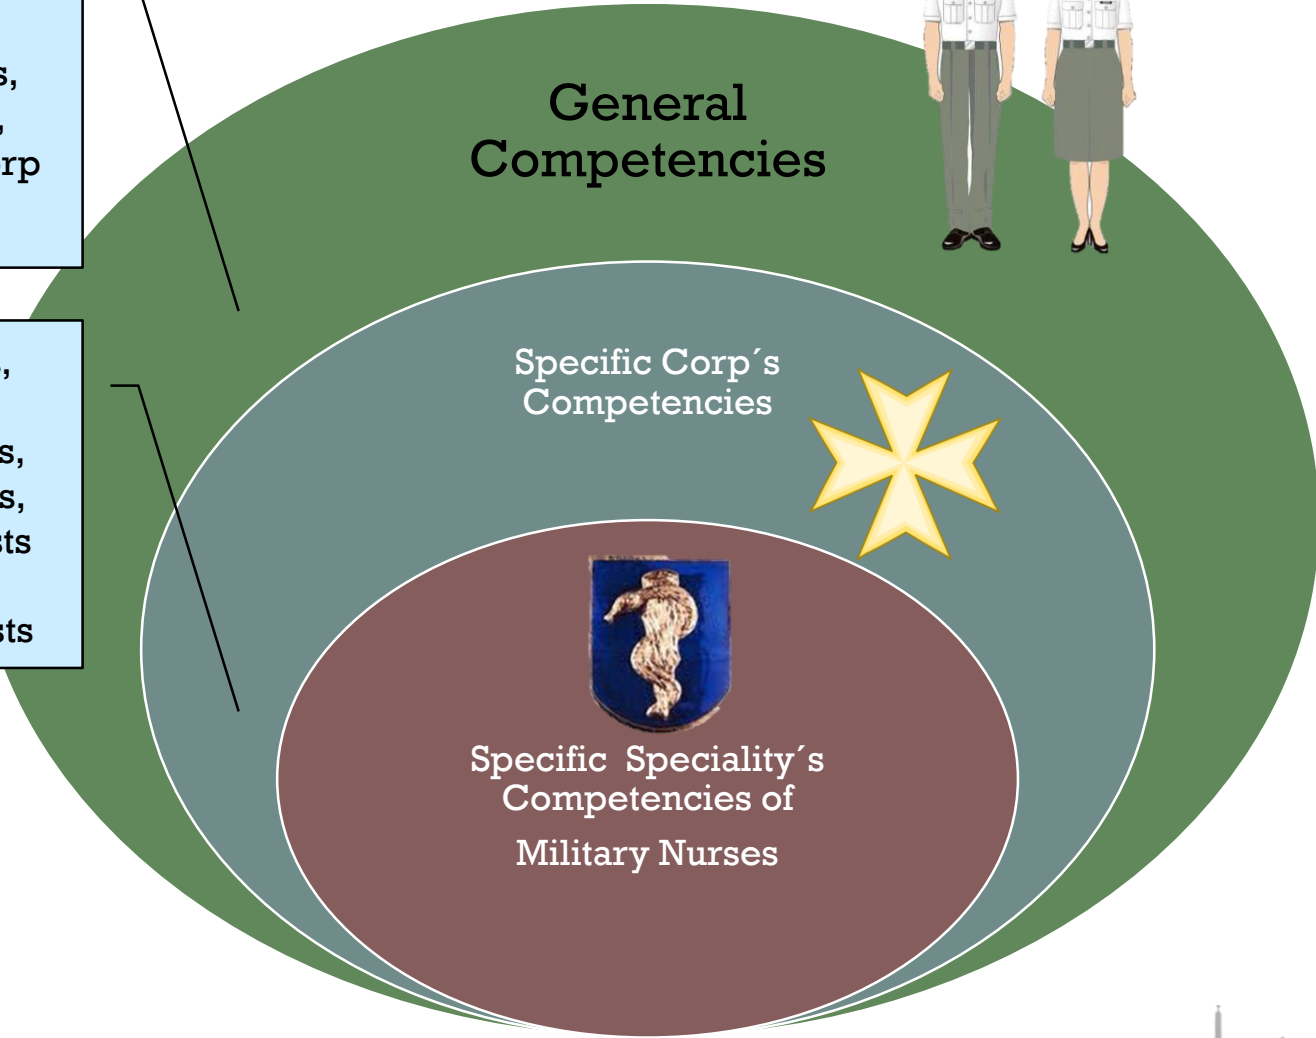 General
Competencies
Specific Corp´s
Competencies
Specific Speciality´s
Competencies of
Military Nurses